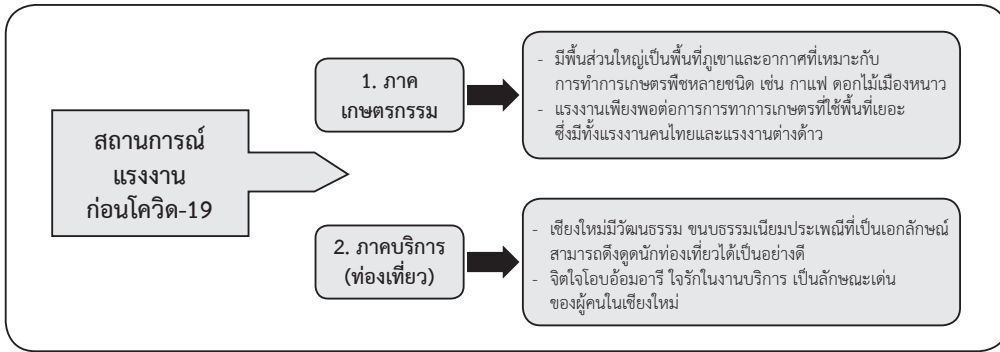 สถานการณ์
แรงงาน
ก่อนโควิด-19
1. ภาค
เกษตรกรรม
- มีพื้นส่วนใหญ่เป็นพื้นที่ภูเขาและอากาศที่เหมาะกับ
การทำการเกษตรพืชหลายชนิด เช่น กาแฟ ดอกไม้เมืองหนาว
- แรงงานเพียงพอต่อการการทาการเกษตรที่ใช้พื้นที่เยอะ
ซึ่งมีทั้งแรงงานคนไทยและแรงงานต่างด้าว
2. ภาคบริการ
(ท่องเที่ยว)
- เชียงใหม่มีวัฒนธรรม ขนบธรรมเนียมประเพณีที่เป็นเอกลักษณ์
สามารถดึงดูดนักท่องเที่ยวได้เป็นอย่างดี
- จิตใจโอบอ้อมอารี ใจรักในงานบริการ เป็นลักษณะเด่น
ของผู้คนในเชียงใหม่